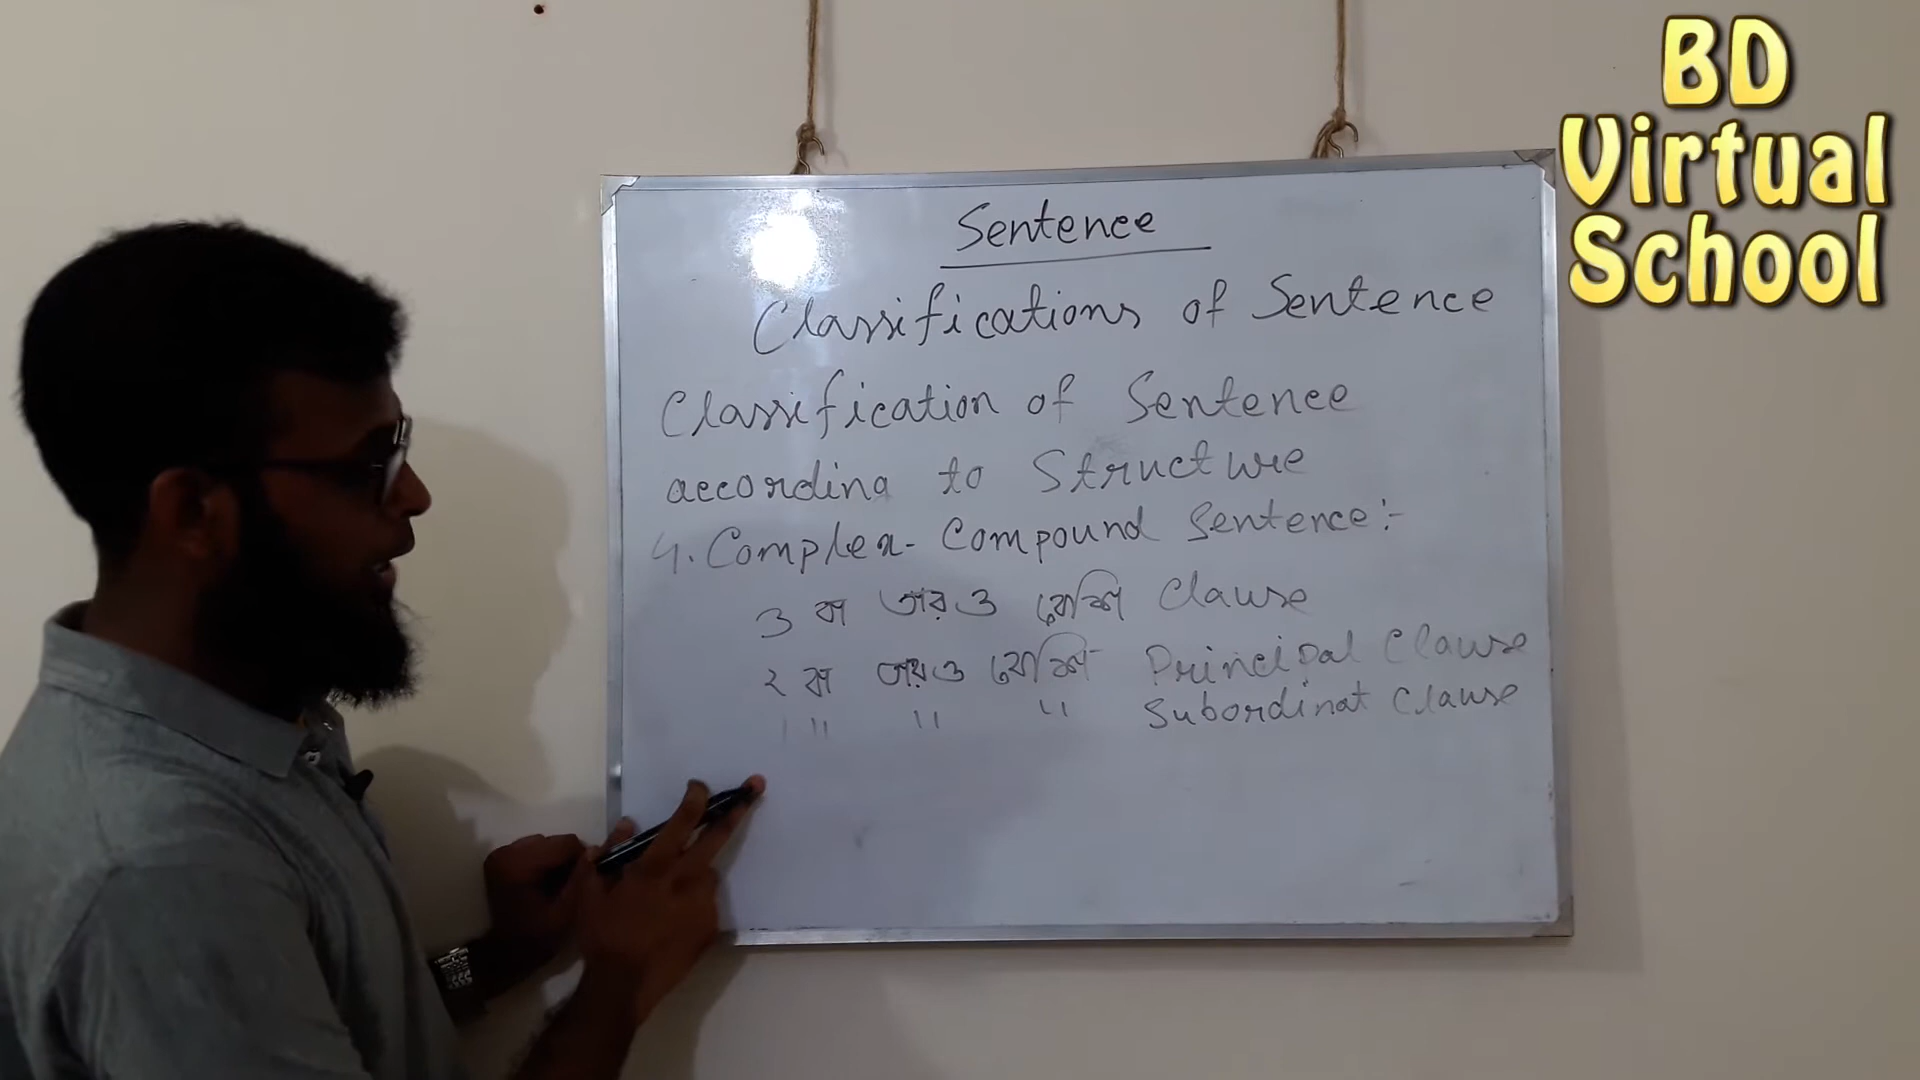 Sentence
Classifications of Sentence
Classification of Sentence
according to Structure
4. Complex - Compound Sentence :-
৩ বা তার ও বেশি Clause
২ বা তার ও বেশি Principal Clause
1 " " " Subordinat Clause
BD
Virtual
School